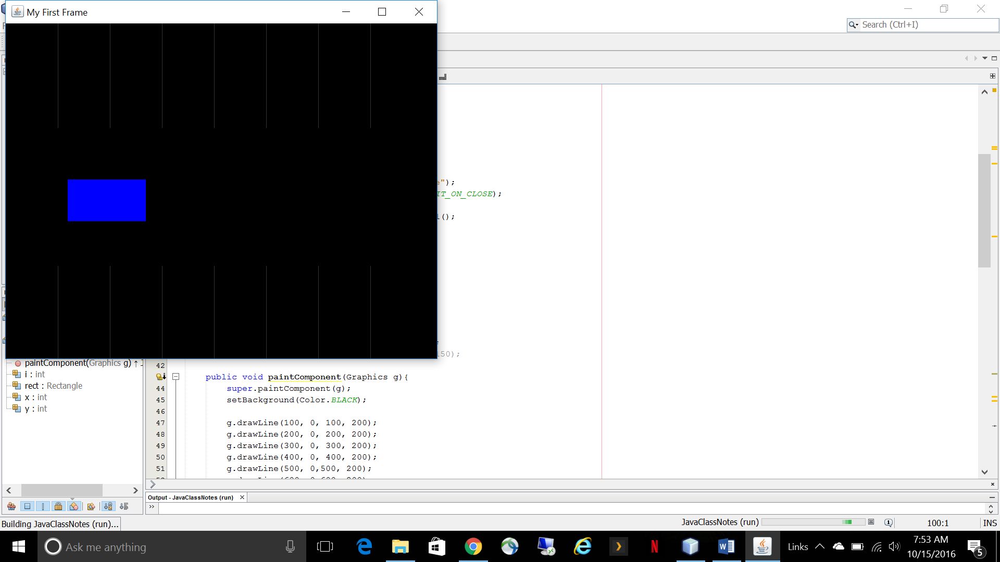 My First Frame
Search (Ctrl+I)
e");
IT_ON_CLOSE);
l();
;
150);
42
public void paintComponent(Graphics g){
44 super.paintComponent(g);
45 setBackground(Color.BLACK);
46
47 g.drawLine(100, 0, 100, 200);
48 g.drawLine(200, 0, 200, 200);
49 g.drawLine(300, 0, 300, 200);
50 g.drawLine(400, 0, 400, 200);
51 g.drawLine(500, 0,500, 200);
paintComponent(Graphics g) ↑
i : int
rect : Rectangle
x : int
y : int
Output - JavaClassNotes (run)
Building JavaClassNotes (run)...
JavaClassNotes (run)
100:1
INS
Ask me anything
Links
7:53 AM
10/15/2016
5